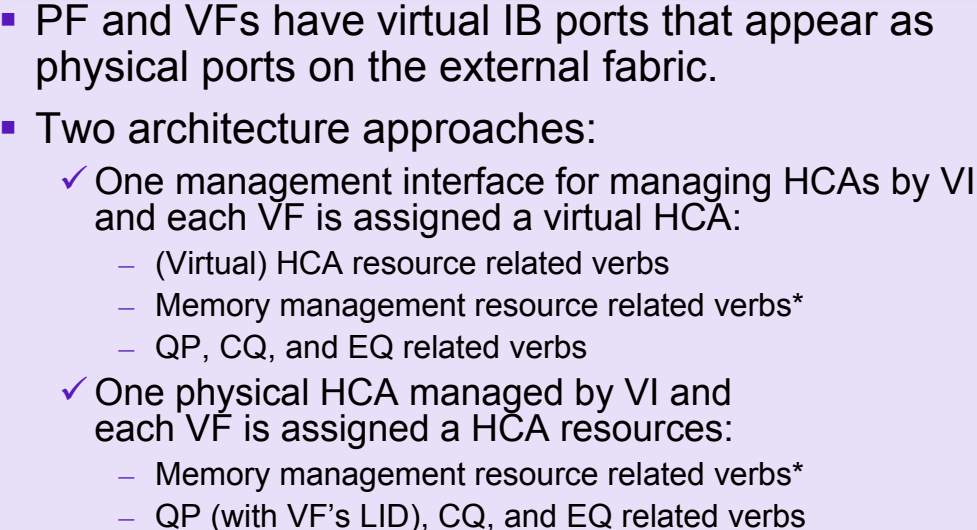 ▪ PF and VFs have virtual IB ports that appear as
physical ports on the external fabric.
▪ Two architecture approaches:
✓ One management interface for managing HCAs by VI
and each VF is assigned a virtual HCA:
– (Virtual) HCA resource related verbs
– Memory management resource related verbs*
– QP, CQ, and EQ related verbs
✓ One physical HCA managed by VI and
each VF is assigned a HCA resources:
– Memory management resource related verbs*
– QP (with VF's LID), CQ, and EQ related verbs